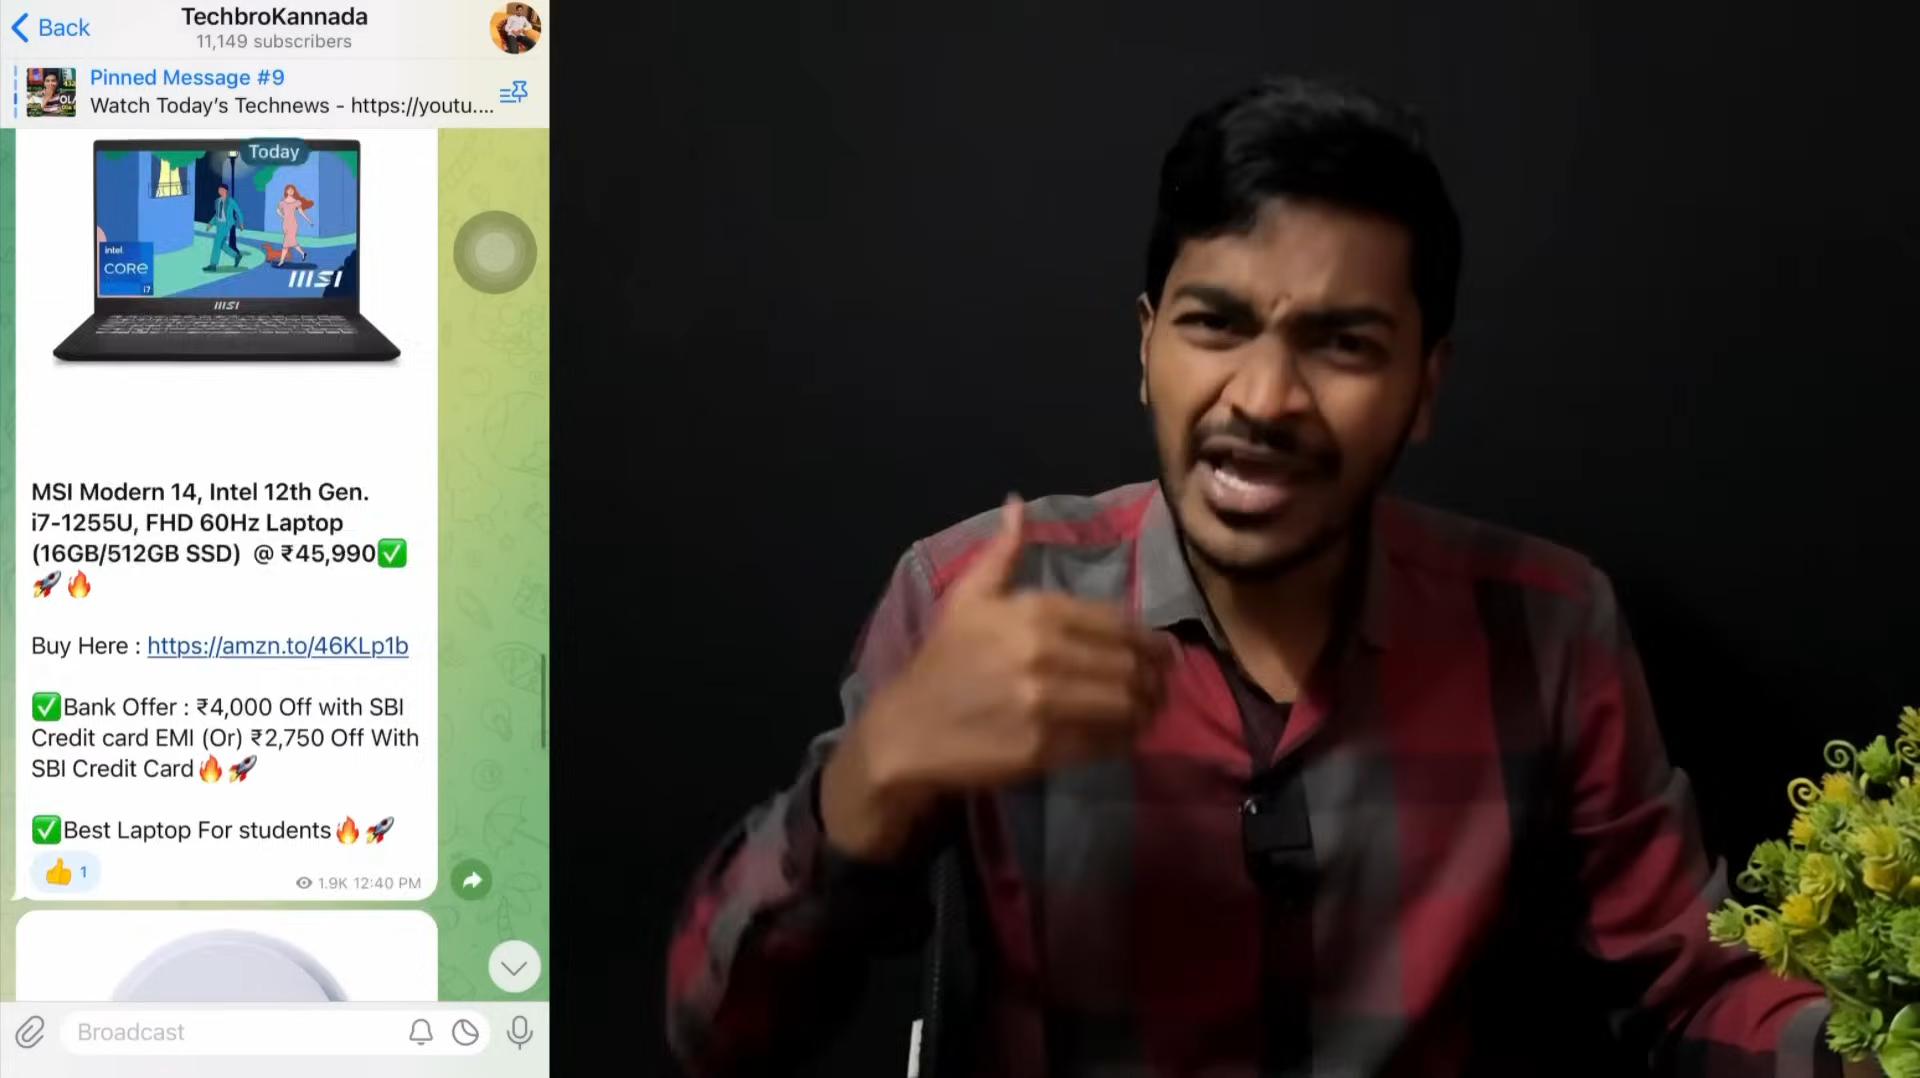 Back
TechbroKannada
11,149 subscribers
Pinned Message #9
Watch Today's Technews - https://youtu....
Today
intel
CORE
i7
msi
msi
MSI Modern 14, Intel 12th Gen.
i7-1255U, FHD 60Hz Laptop
(16GB/512GB SSD) @ ₹45,990✅
🚀🔥
Buy Here : https://amzn.to/46KLp1b
✅Bank Offer : ₹4,000 Off with SBI
Credit card EMI (Or) ₹2,750 Off With
SBI Credit Card🔥🚀
✅Best Laptop For students🔥🚀
👍 1
1.9K 12:40 PM
Broadcast